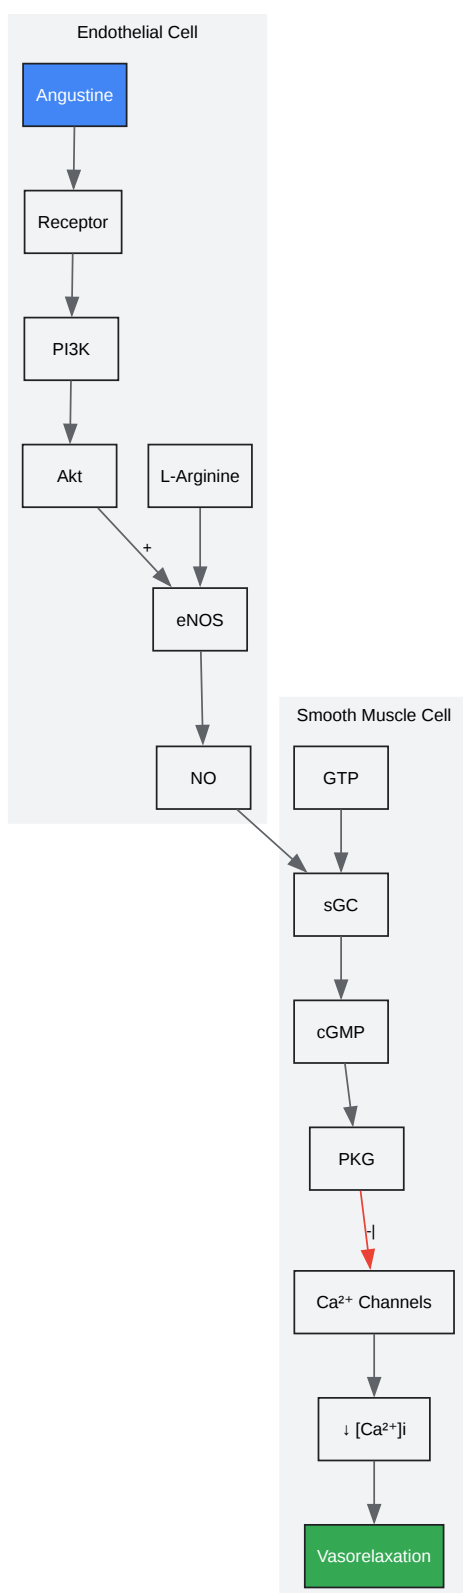 Endothelial Cell
Angustine
Receptor
PI3K
Akt
L-Arginine
+
eNOS
NO
Smooth Muscle Cell
GTP
sGC
cGMP
PKG
-|
Ca²⁺ Channels
↓ [Ca²⁺]i
Vasorelaxation